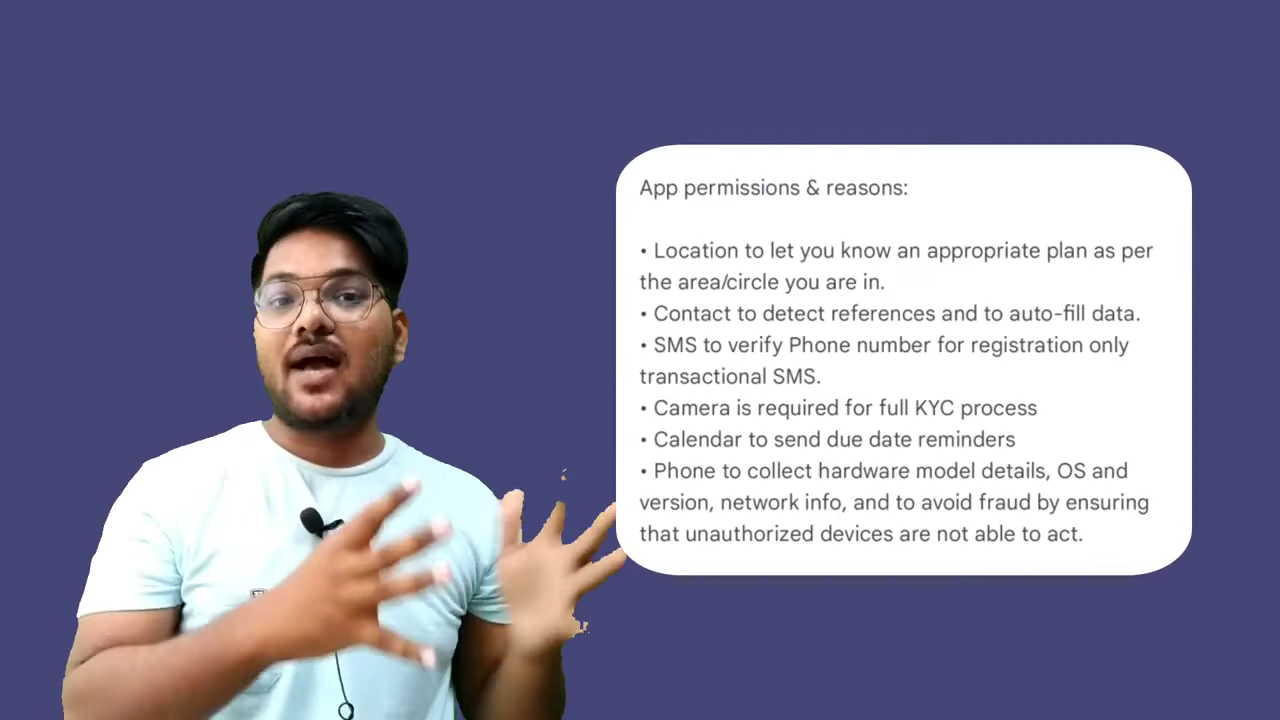 App permissions & reasons:
• Location to let you know an appropriate plan as per
the area/circle you are in.
• Contact to detect references and to auto-fill data.
• SMS to verify Phone number for registration only
transactional SMS.
• Camera is required for full KYC process
• Calendar to send due date reminders
• Phone to collect hardware model details, OS and
version, network info, and to avoid fraud by ensuring
that unauthorized devices are not able to act.